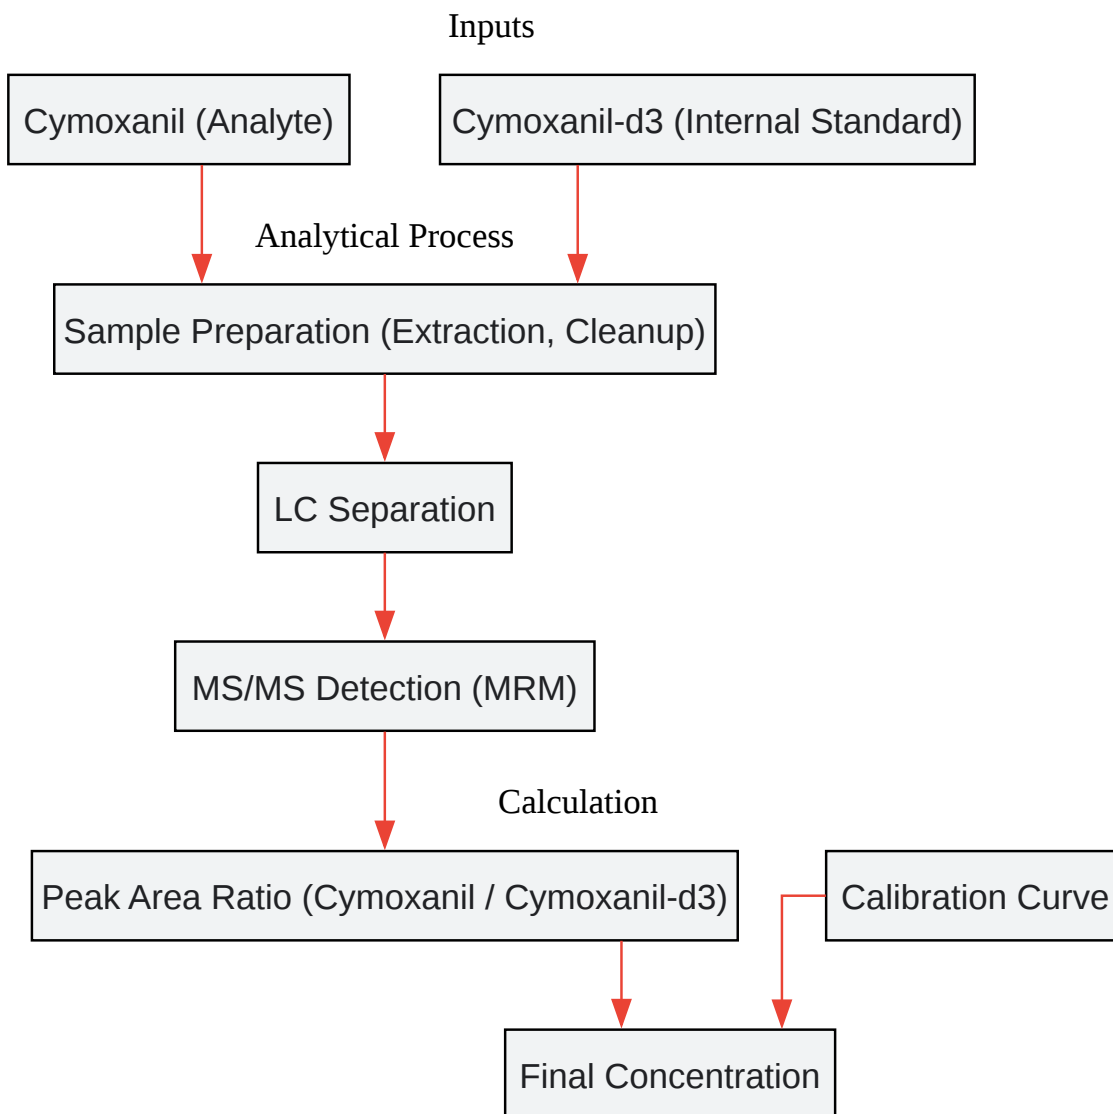 Inputs
Cymoxanil (Analyte)
Cymoxanil-d3 (Internal Standard)
Analytical Process
Sample Preparation (Extraction, Cleanup)
LC Separation
MS/MS Detection (MRM)
Calculation
Peak Area Ratio (Cymoxanil / Cymoxanil-d3)
Calibration Curve
Final Concentration